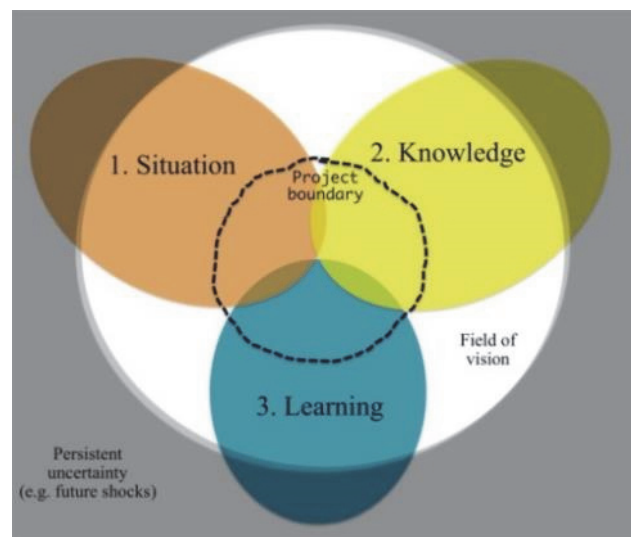 1. Situation
2. Knowledge
Project
boundary
Field of
vision
3. Learning
Persistent
uncertainty
(e.g. future shocks)